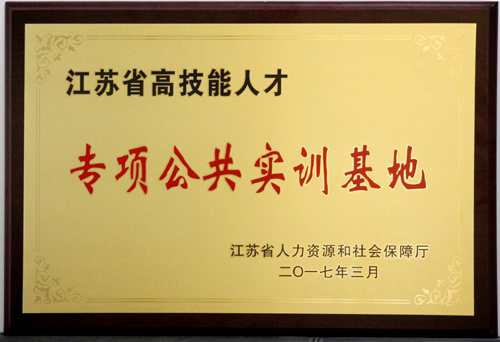 江苏省高技能人才
专项公共实训基地
江苏省人力资源和社会保障厅
二〇一七年三月